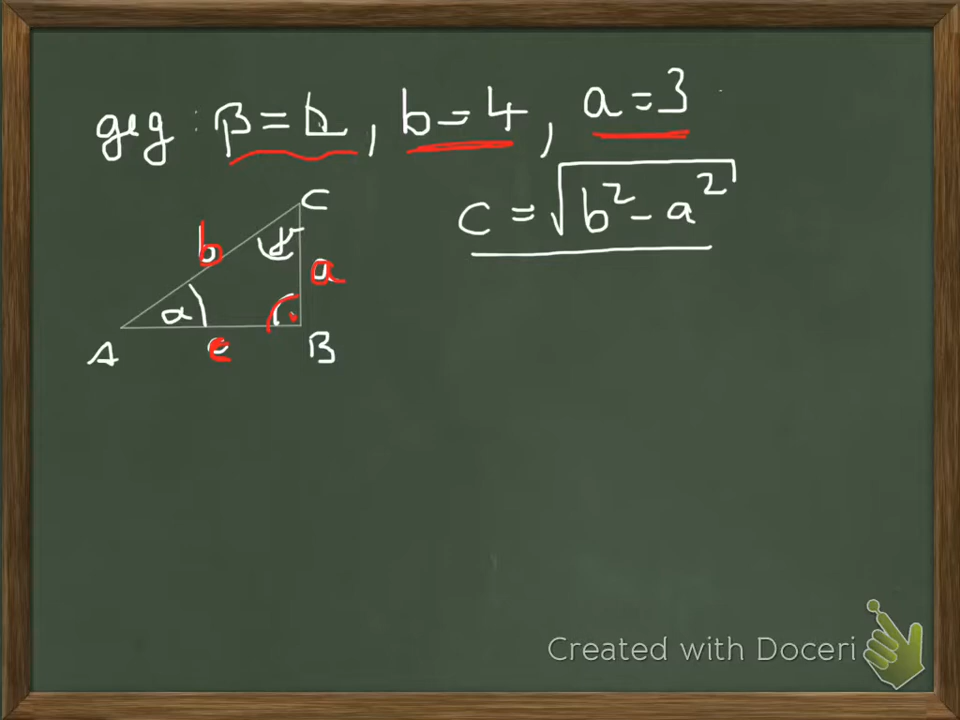 geg : β = ⊾ , b = 4 , a = 3
c = √(b² - a²)
C
b
γ
a
α
A
c
B
Created with Doceri